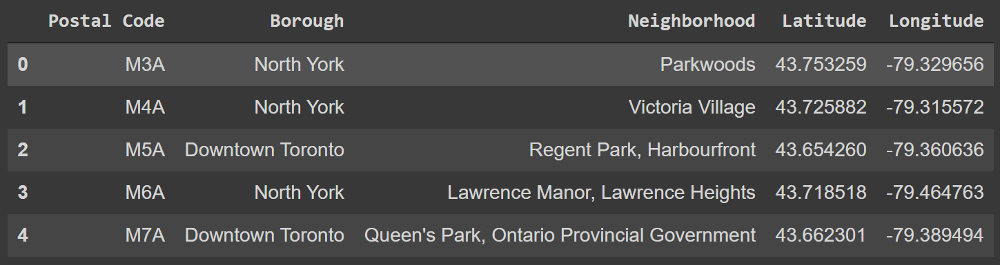 Postal Code Borough Neighborhood Latitude Longitude
0 M3A North York Parkwoods 43.753259 -79.329656
1 M4A North York Victoria Village 43.725882 -79.315572
2 M5A Downtown Toronto Regent Park, Harbourfront 43.654260 -79.360636
3 M6A North York Lawrence Manor, Lawrence Heights 43.718518 -79.464763
4 M7A Downtown Toronto Queen's Park, Ontario Provincial Government 43.662301 -79.389494